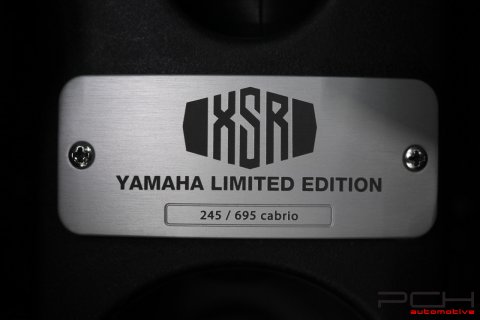 XSR
YAMAHA LIMITED EDITION
245 / 695 cabrio
PCH
automotive